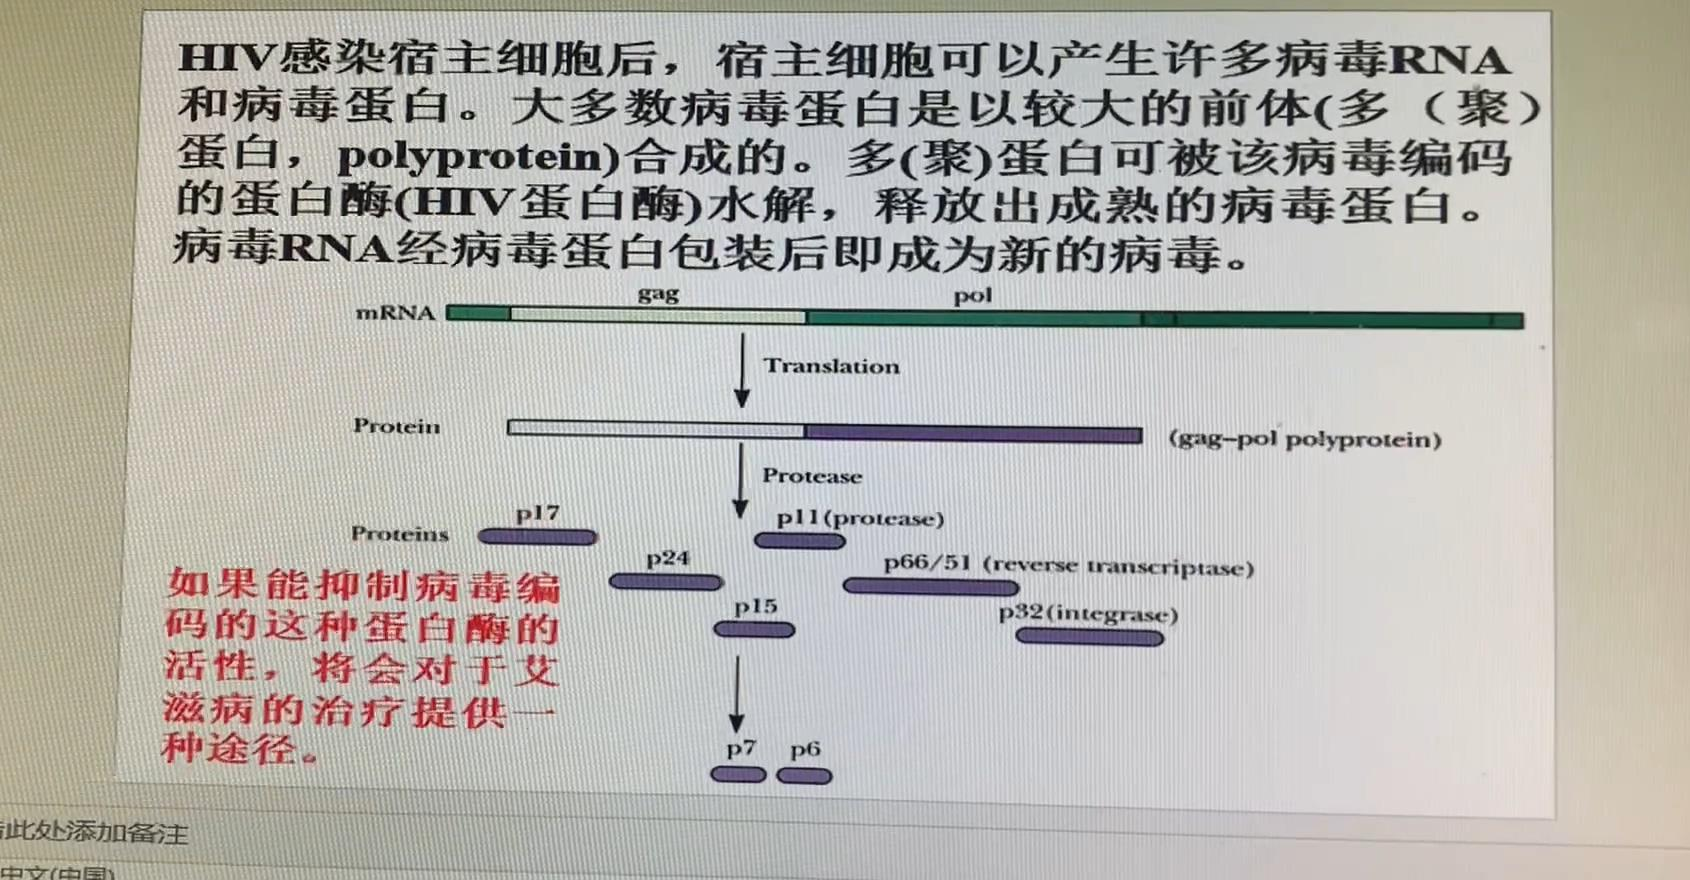 HIV感染宿主细胞后，宿主细胞可以产生许多病毒RNA
和病毒蛋白。大多数病毒蛋白是以较大的前体(多（聚）
蛋白，polyprotein)合成的。多(聚)蛋白可被该病毒编码
的蛋白酶(HIV蛋白酶)水解，释放出成熟的病毒蛋白。
病毒RNA经病毒蛋白包装后即成为新的病毒。
gag
pol
mRNA
Translation
Protein
(gag–pol polyprotein)
Protease
p17
p11(protease)
Proteins
p24
p66/51 (reverse transcriptase)
p15
p32(integrase)
如果能抑制病毒编
码的这种蛋白酶的
活性，将会对于艾
滋病的治疗提供一
种途径。
p7
p6
此处添加备注
中文(中国)